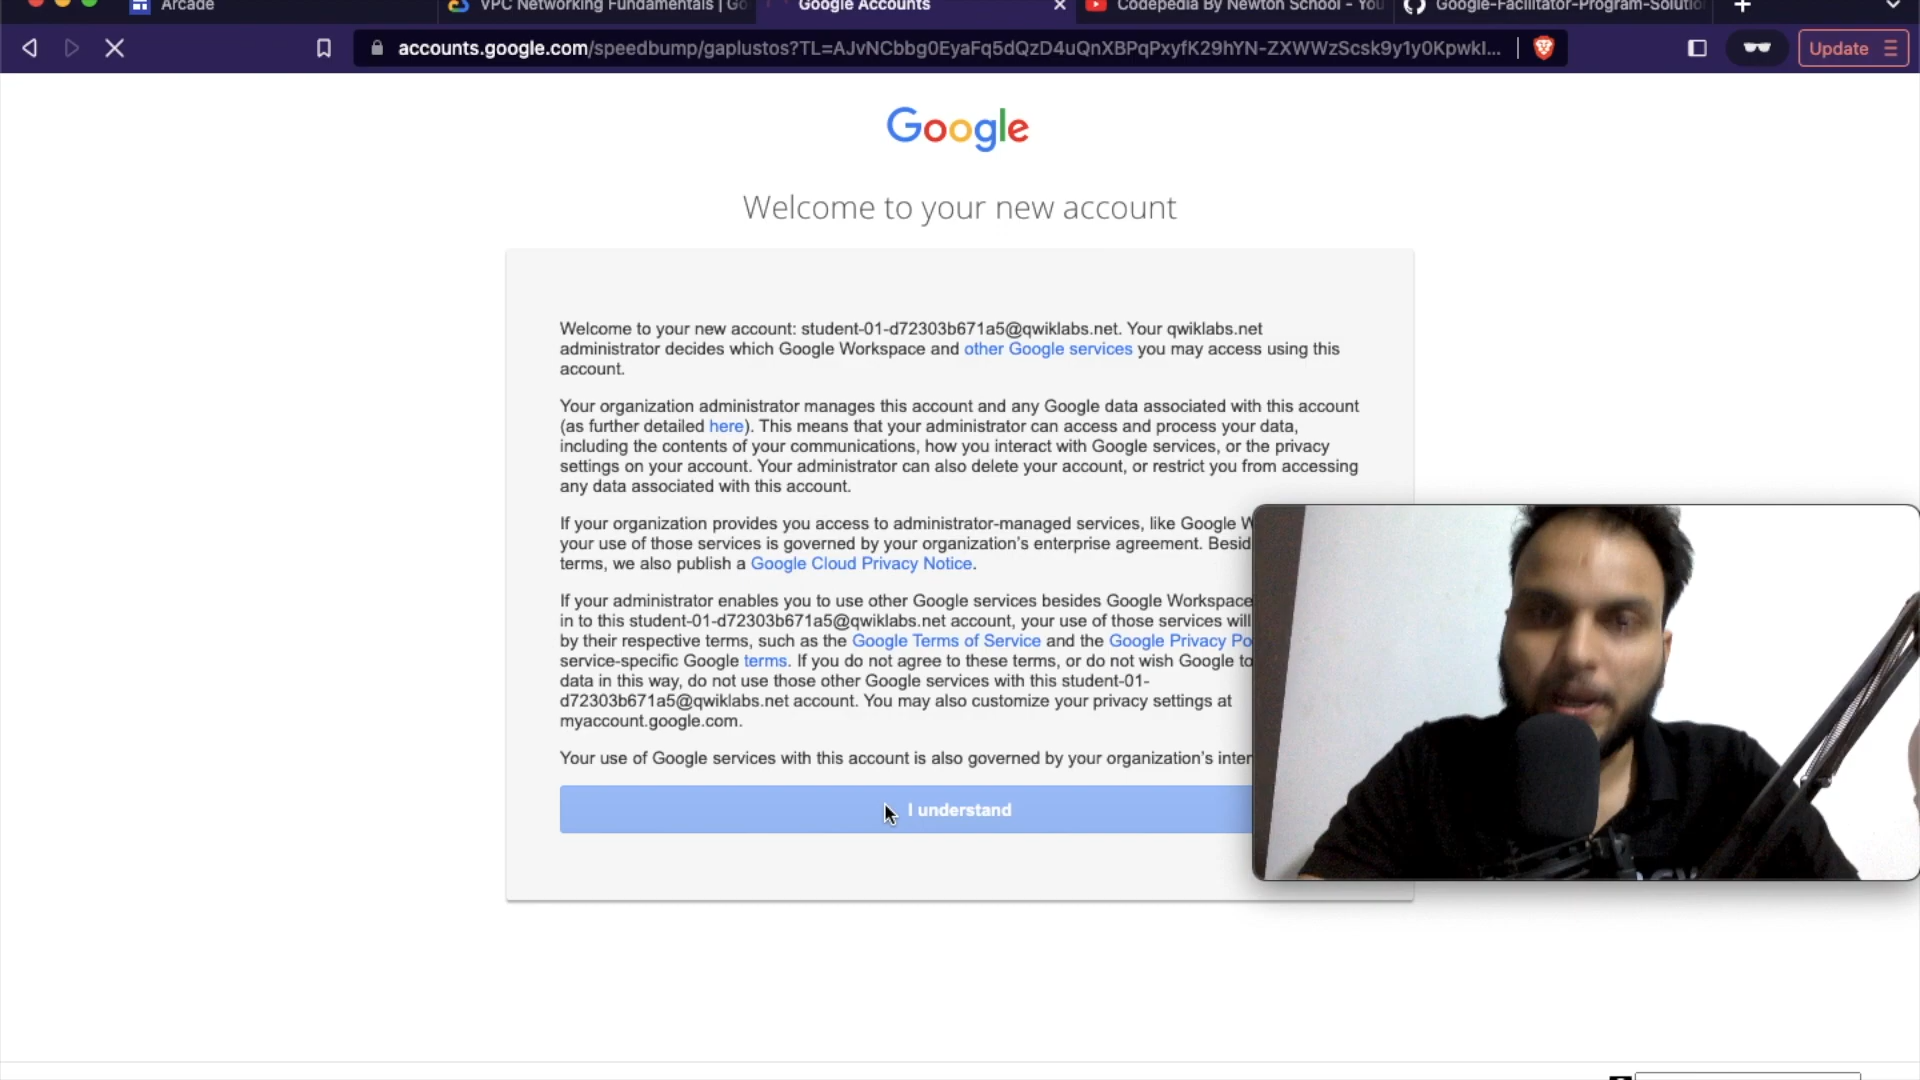 Arcade
VPC Networking Fundamentals | Go
Google Accounts
Codepedia By Newton School - You
Google-Facilitator-Program-Solutio
accounts.google.com/speedbump/gaplustos?TL=AJvNCbbg0EyaFq5dQzD4uQnXBPqPxyfK29hYN-ZXWWzScsk9y1y0KpwkI...
Update
Google
Welcome to your new account
Welcome to your new account: student-01-d72303b671a5@qwiklabs.net. Your qwiklabs.net
administrator decides which Google Workspace and other Google services you may access using this
account.
Your organization administrator manages this account and any Google data associated with this account
(as further detailed here). This means that your administrator can access and process your data,
including the contents of your communications, how you interact with Google services, or the privacy
settings on your account. Your administrator can also delete your account, or restrict you from accessing
any data associated with this account.
If your organization provides you access to administrator-managed services, like Google W
your use of those services is governed by your organization's enterprise agreement. Besid
terms, we also publish a Google Cloud Privacy Notice.
If your administrator enables you to use other Google services besides Google Workspace
in to this student-01-d72303b671a5@qwiklabs.net account, your use of those services will
by their respective terms, such as the Google Terms of Service and the Google Privacy Po
service-specific Google terms. If you do not agree to these terms, or do not wish Google to
data in this way, do not use those other Google services with this student-01-
d72303b671a5@qwiklabs.net account. You may also customize your privacy settings at
myaccount.google.com.
Your use of Google services with this account is also governed by your organization's inter
I understand